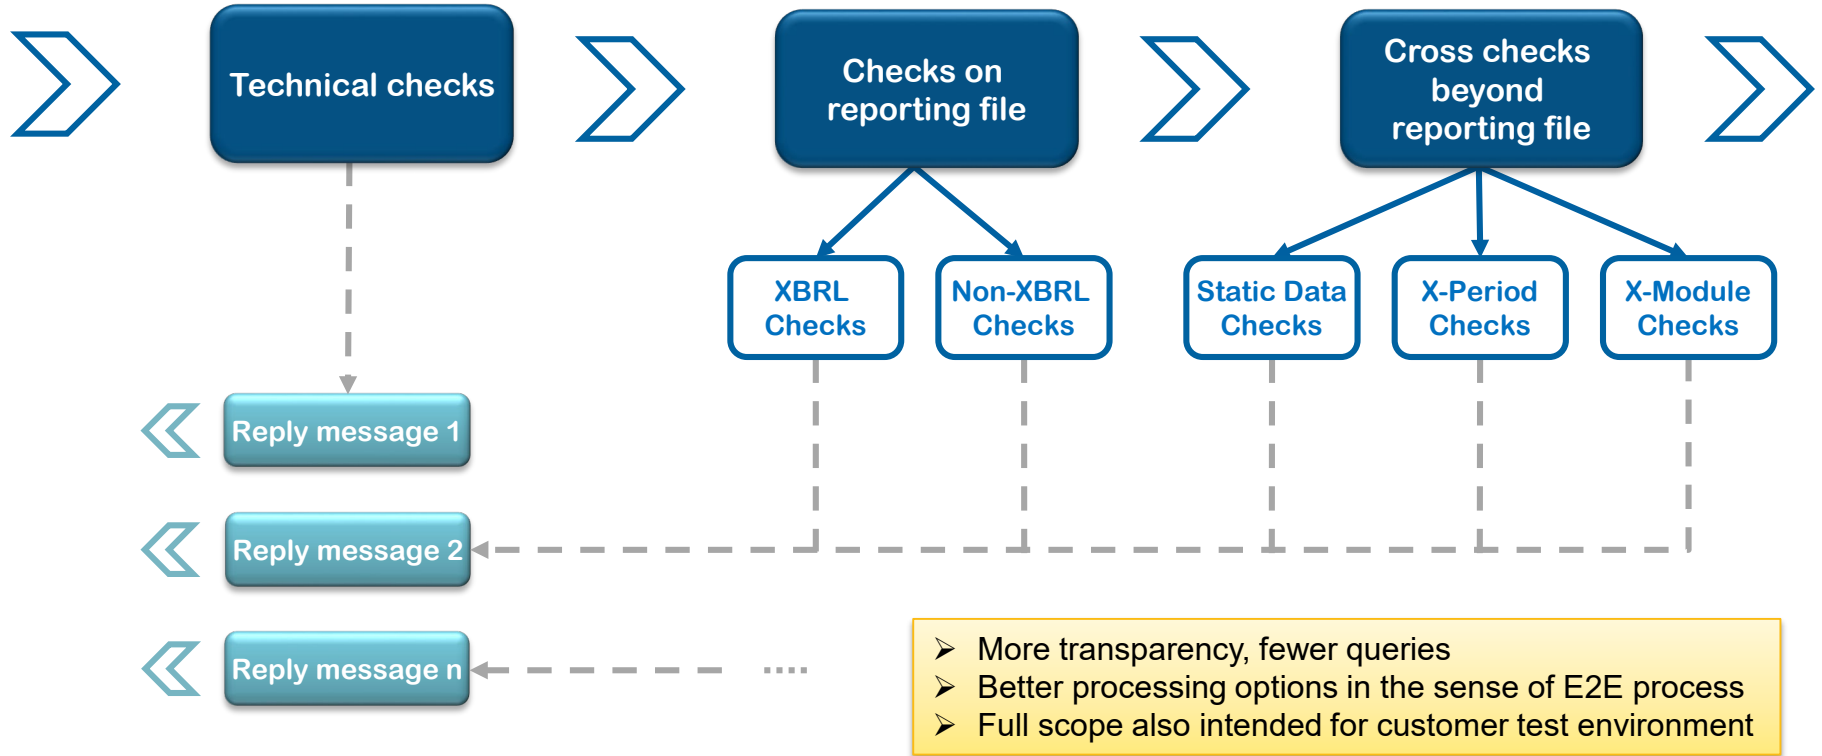 Technical checks
Checks on
reporting file
Cross checks
beyond
reporting file
XBRL
Checks
Non-XBRL
Checks
Static Data
Checks
X-Period
Checks
X-Module
Checks
Reply message 1
Reply message 2
Reply message n
➢ More transparency, fewer queries
➢ Better processing options in the sense of E2E process
➢ Full scope also intended for customer test environment